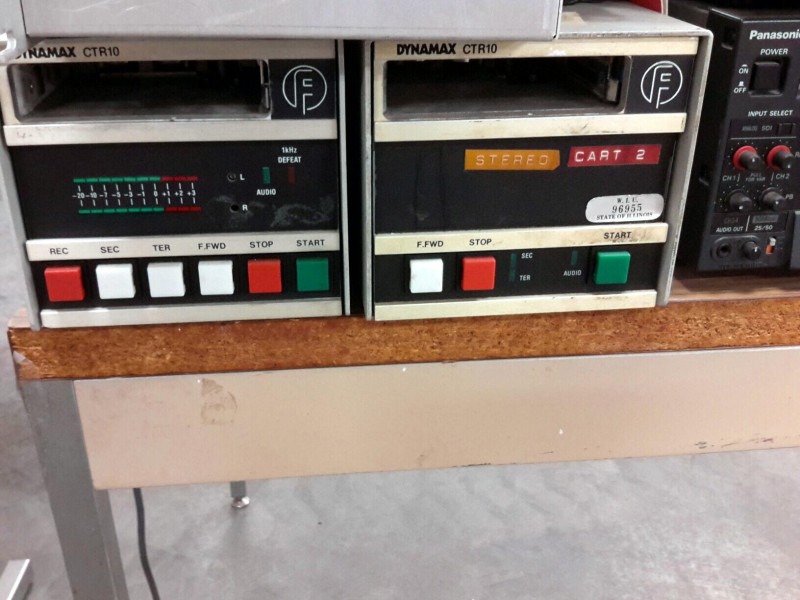 DYNAMAX CTR10
1kHz
DEFEAT
L
AUDIO
R
-20 -10 -7 -5 -3 -1 0 +1 +2 +3
REC SEC TER F.FWD STOP START
DYNAMAX CTR10
STEREO CART 2
W. I. U.
96955
STATE OF ILLINOIS
F.FWD STOP START
SEC
TER
AUDIO
Panasonic
POWER
ON
OFF
INPUT SELECT
CH 1 CH 2
AUDIO OUT